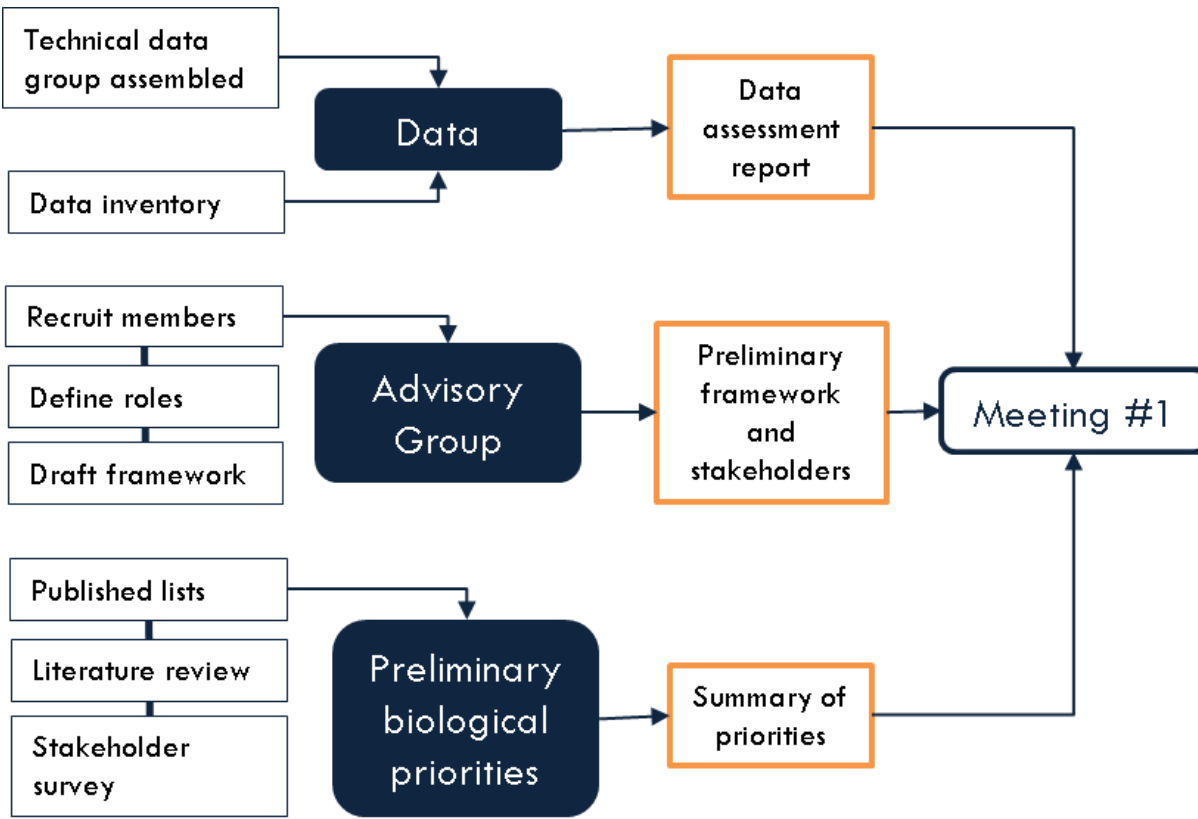 Technical data
group assembled
Data
Data
assessment
report
Data inventory
Recruit members
Define roles
Draft framework
Advisory
Group
Preliminary
framework
and
stakeholders
Meeting #1
Published lists
Literature review
Stakeholder
survey
Preliminary
biological
priorities
Summary of
priorities